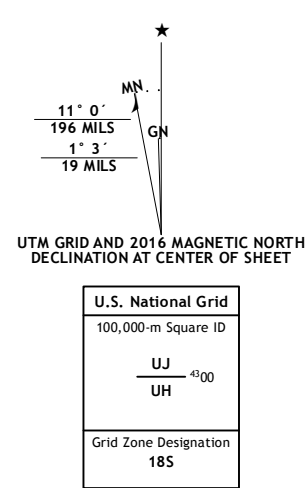 ★
MN
11° 0´
196 MILS
GN
1° 3´
19 MILS
UTM GRID AND 2016 MAGNETIC NORTH
DECLINATION AT CENTER OF SHEET
U.S. National Grid
100,000-m Square ID
UJ
⁴³00
UH
Grid Zone Designation
18S